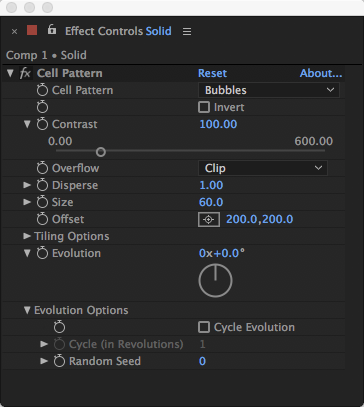 Effect Controls Solid
Comp 1 • Solid
fx Cell Pattern Reset About...
Cell Pattern Bubbles
Invert
Contrast 100.00
0.00 600.00
Overflow Clip
Disperse 1.00
Size 60.0
Offset 200.0,200.0
Tiling Options
Evolution 0x+0.0°
Evolution Options
Cycle Evolution
Cycle (in Revolutions) 1
Random Seed 0